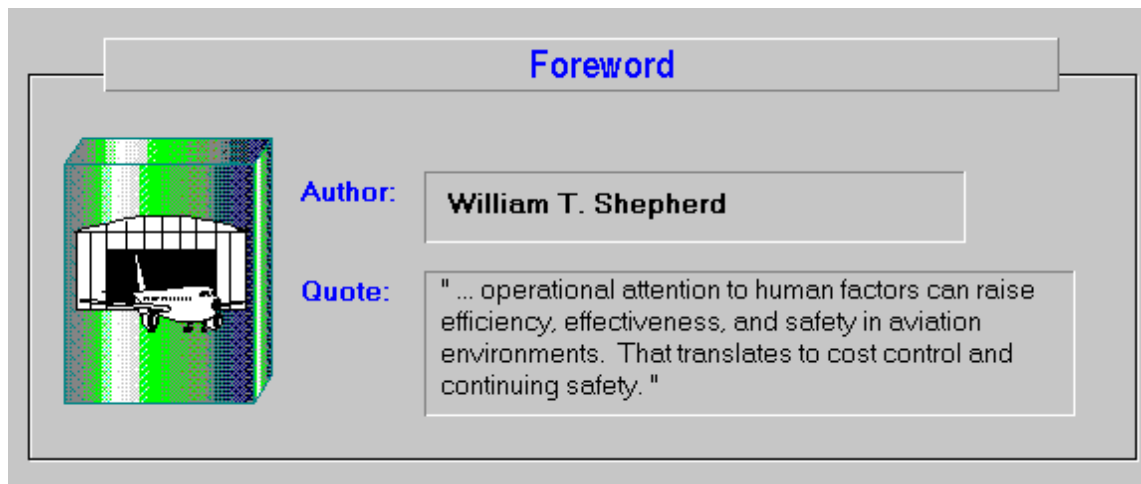 Foreword
Author:
William T. Shepherd
Quote:
" ... operational attention to human factors can raise
efficiency, effectiveness, and safety in aviation
environments.  That translates to cost control and
continuing safety. "